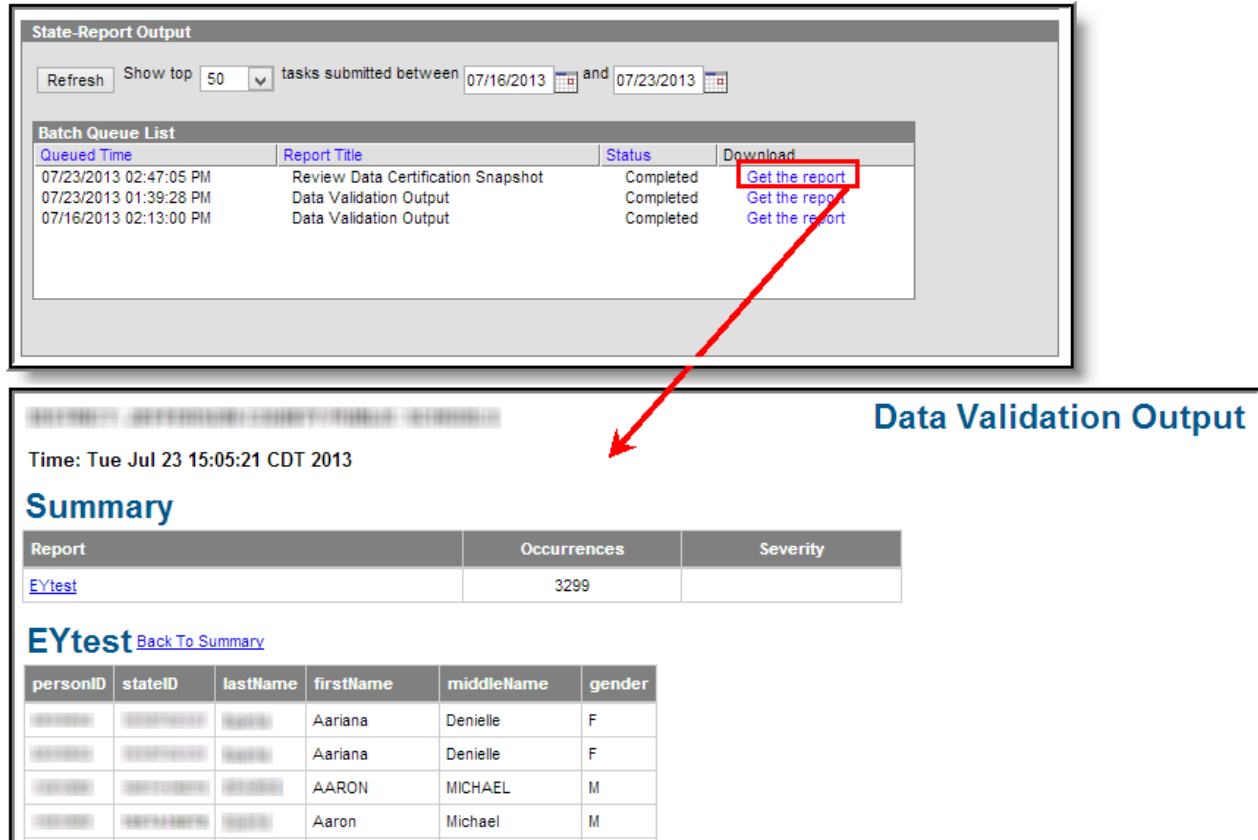 State-Report Output
Refresh Show top 50 tasks submitted between 07/16/2013 and 07/23/2013
Batch Queue List
Queued Time Report Title Status Download
07/23/2013 02:47:05 PM Review Data Certification Snapshot Completed Get the report
07/23/2013 01:39:28 PM Data Validation Output Completed Get the report
07/16/2013 02:13:00 PM Data Validation Output Completed Get the report
Data Validation Output
Time: Tue Jul 23 15:05:21 CDT 2013
Summary
Report Occurrences Severity
EYtest 3299
EYtest Back To Summary
personID stateID lastName firstName middleName gender
Aariana Denielle F
Aariana Denielle F
AARON MICHAEL M
Aaron Michael M